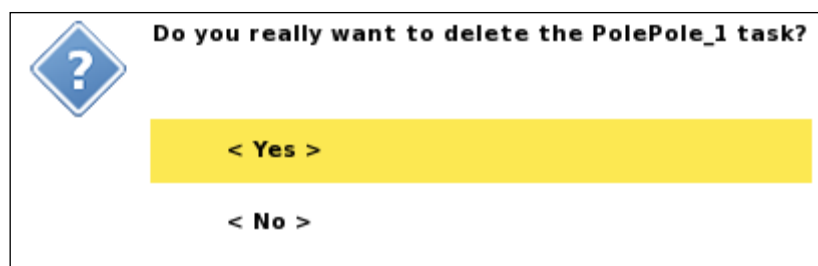 Do you really want to delete the PolePole_1 task?
?
< Yes >
< No >